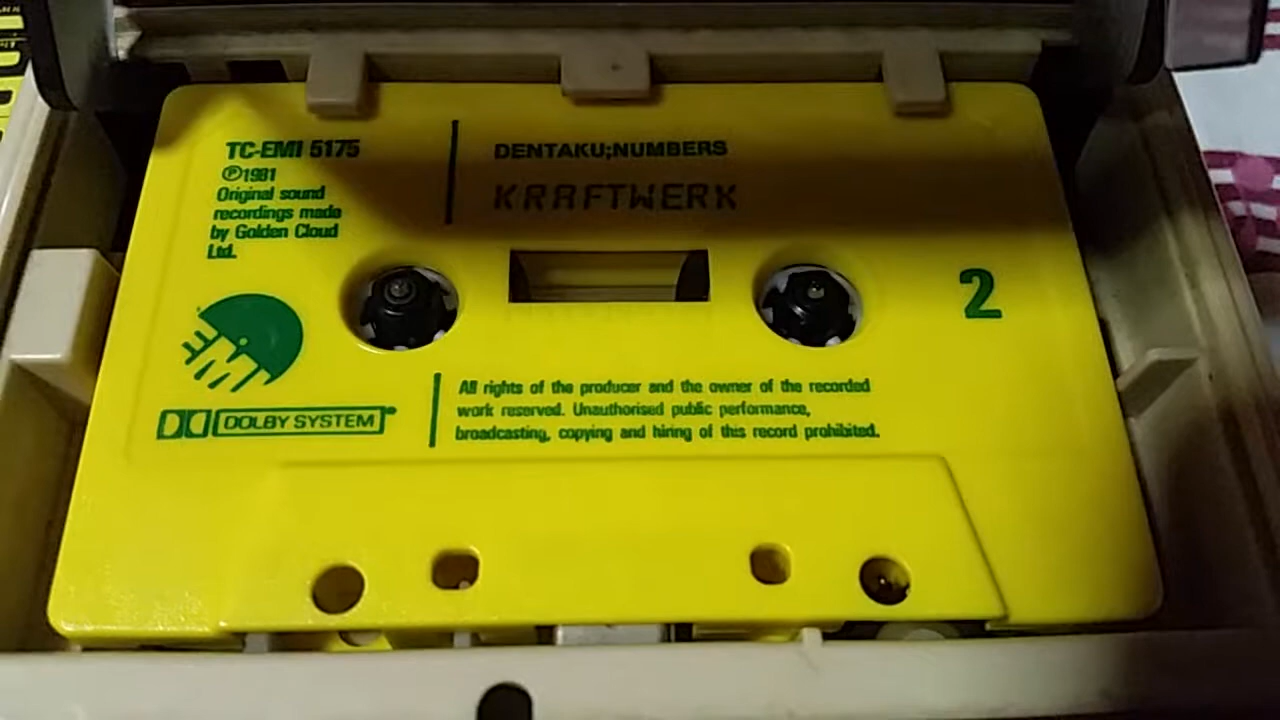 TC-EMI 5175
Ⓟ1981
Original sound
recordings made
by Golden Cloud
Ltd.
DENTAKU;NUMBERS
KRAFTWERK
2
EMI
DOLBY SYSTEM
All rights of the producer and the owner of the recorded
work reserved. Unauthorised public performance,
broadcasting, copying and hiring of this record prohibited.